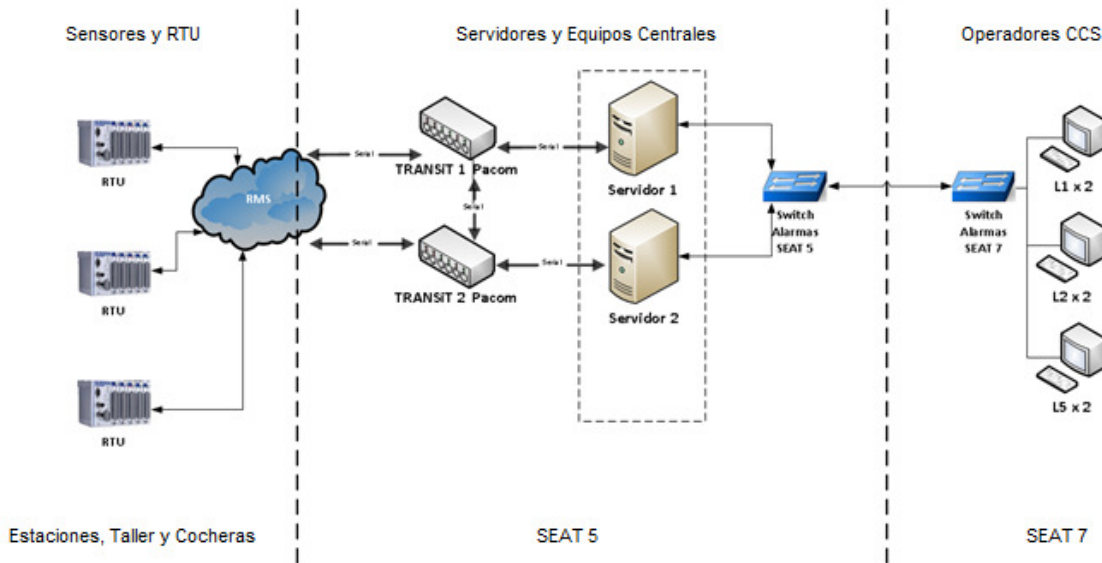 Sensores y RTU
Servidores y Equipos Centrales
Operadores CCS
RTU
RTU
RTU
RMS
Serial
TRANSiT 1 Pacom
Serial
Serial
Serial
TRANSiT 2 Pacom
Serial
Servidor 1
Servidor 2
Switch
Alarmas
SEAT 5
Switch
Alarmas
SEAT 7
L1 x 2
L2 x 2
L5 x 2
Estaciones, Taller y Cocheras
SEAT 5
SEAT 7